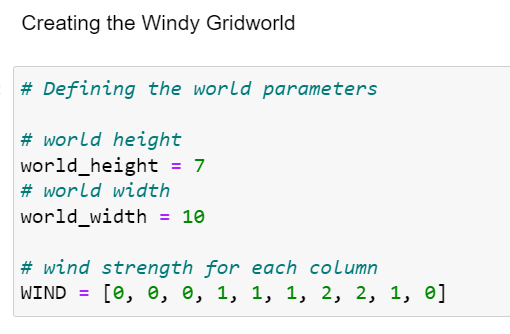 Creating the Windy Gridworld
# Defining the world parameters
# world height
world_height = 7
# world width
world_width = 10
# wind strength for each column
WIND = [0, 0, 0, 1, 1, 1, 2, 2, 1, 0]